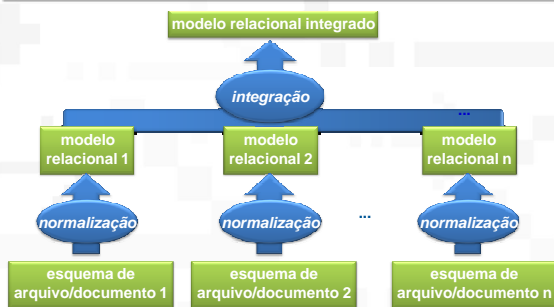 modelo relacional integrado
integração
...
modelo
relacional 1
modelo
relacional 2
modelo
relacional n
normalização
normalização
...
normalização
esquema de
arquivo/documento 1
esquema de
arquivo/documento 2
esquema de
arquivo/documento n